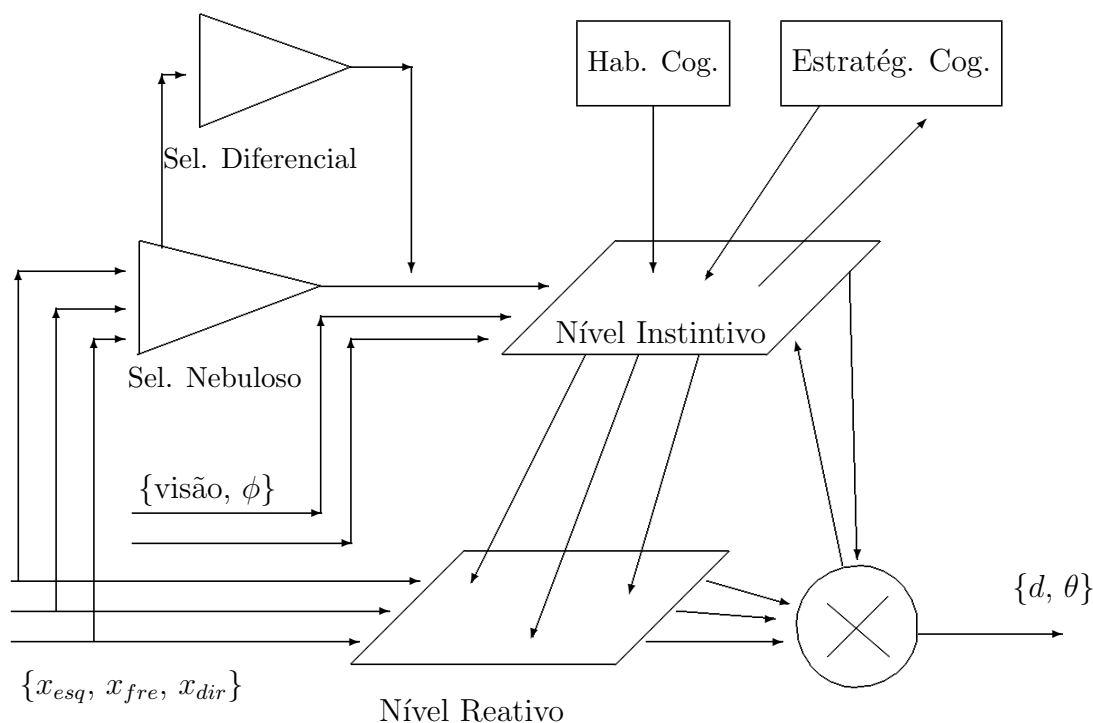 Hab. Cog.
Estratég. Cog.
Sel. Diferencial
Nível Instintivo
Sel. Nebuloso
{visão, ϕ}
{d, θ}
{x_esq, x_fre, x_dir}
Nível Reativo